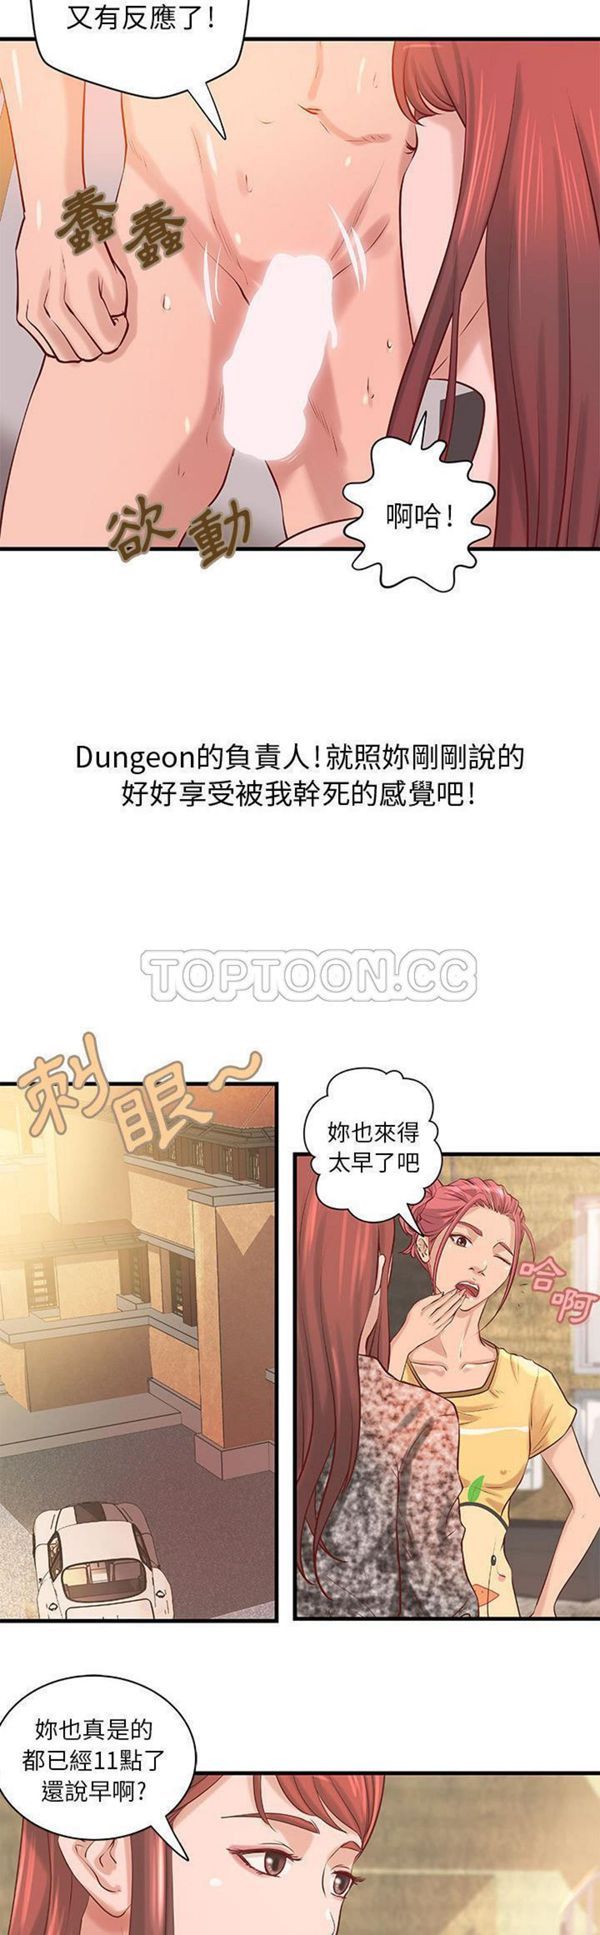 又有反應了!
蠢蠢
欲動
啊哈!
Dungeon的負責人!就照妳剛剛說的
好好享受被我幹死的感覺吧!
TOPTOON.CC
刺眼~
妳也來得
太早了吧
哈
啊
妳也真是的
都已經11點了
還說早啊?